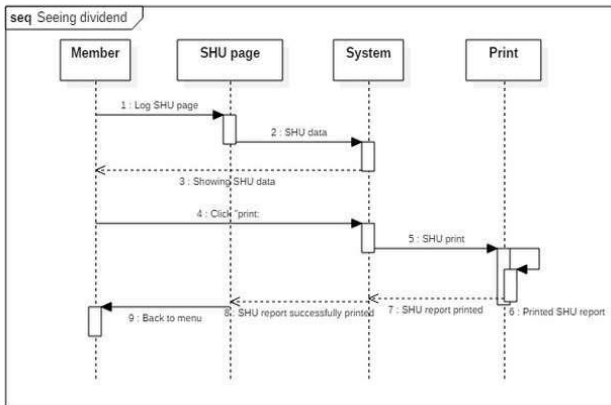 seq Seeing dividend
Member
SHU page
System
Print
1 : Log SHU page
2 : SHU data
3 : Showing SHU data
4 : Click "print:
5 : SHU print
6 : Printed SHU report
7 : SHU report printed
8 : SHU report successfully printed
9 : Back to menu